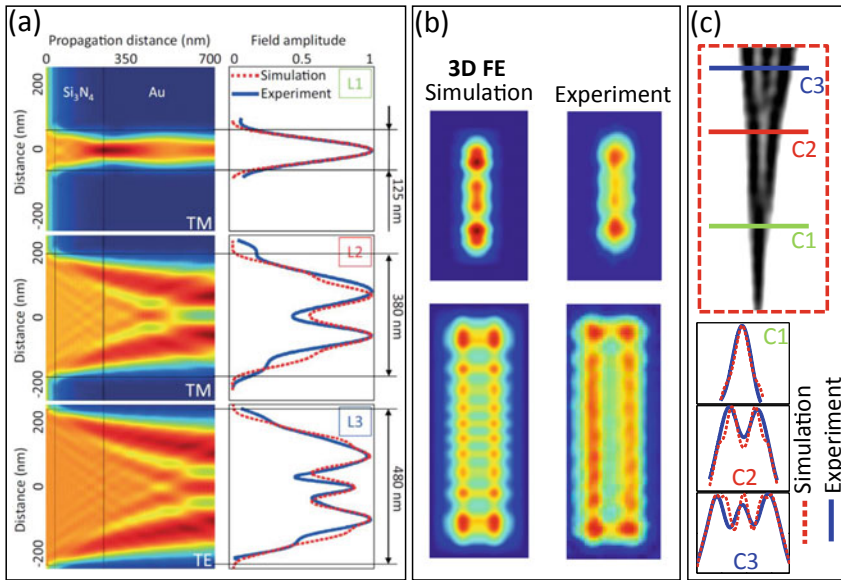 (a)
Propagation distance (nm)
0 350 700
Field amplitude
0 0.5 1
Distance (nm)
200
0
-200
Si3N4
Au
TM
Simulation
Experiment
L1
125 nm
Distance (nm)
200
0
-200
TM
L2
380 nm
Distance (nm)
200
0
-200
TE
L3
480 nm
(b)
3D FE
Simulation
Experiment
(c)
C3
C2
C1
C1
C2
C3
Simulation
Experiment